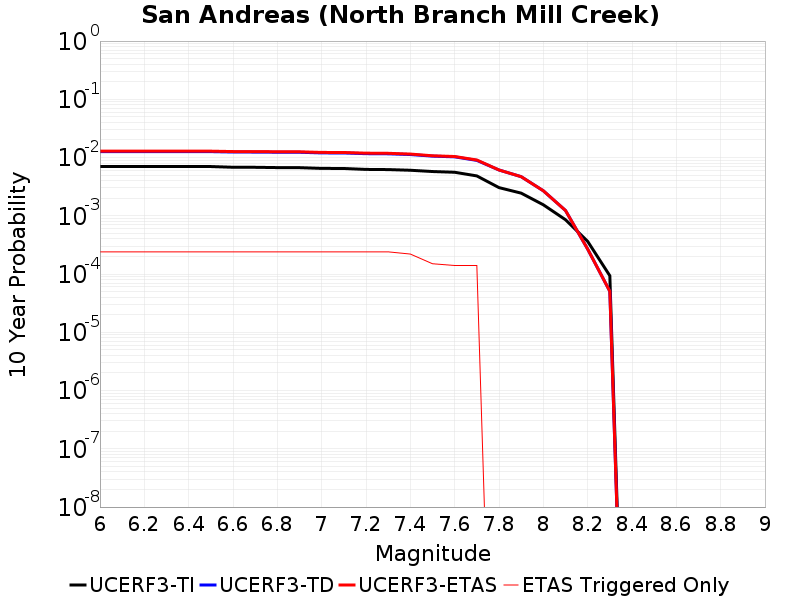 San Andreas (North Branch Mill Creek)
10 Year Probability
10^0
10^-1
10^-2
10^-3
10^-4
10^-5
10^-6
10^-7
10^-8
6 6.2 6.4 6.6 6.8 7 7.2 7.4 7.6 7.8 8 8.2 8.4 8.6 8.8 9
Magnitude
UCERF3-TI UCERF3-TD UCERF3-ETAS ETAS Triggered Only